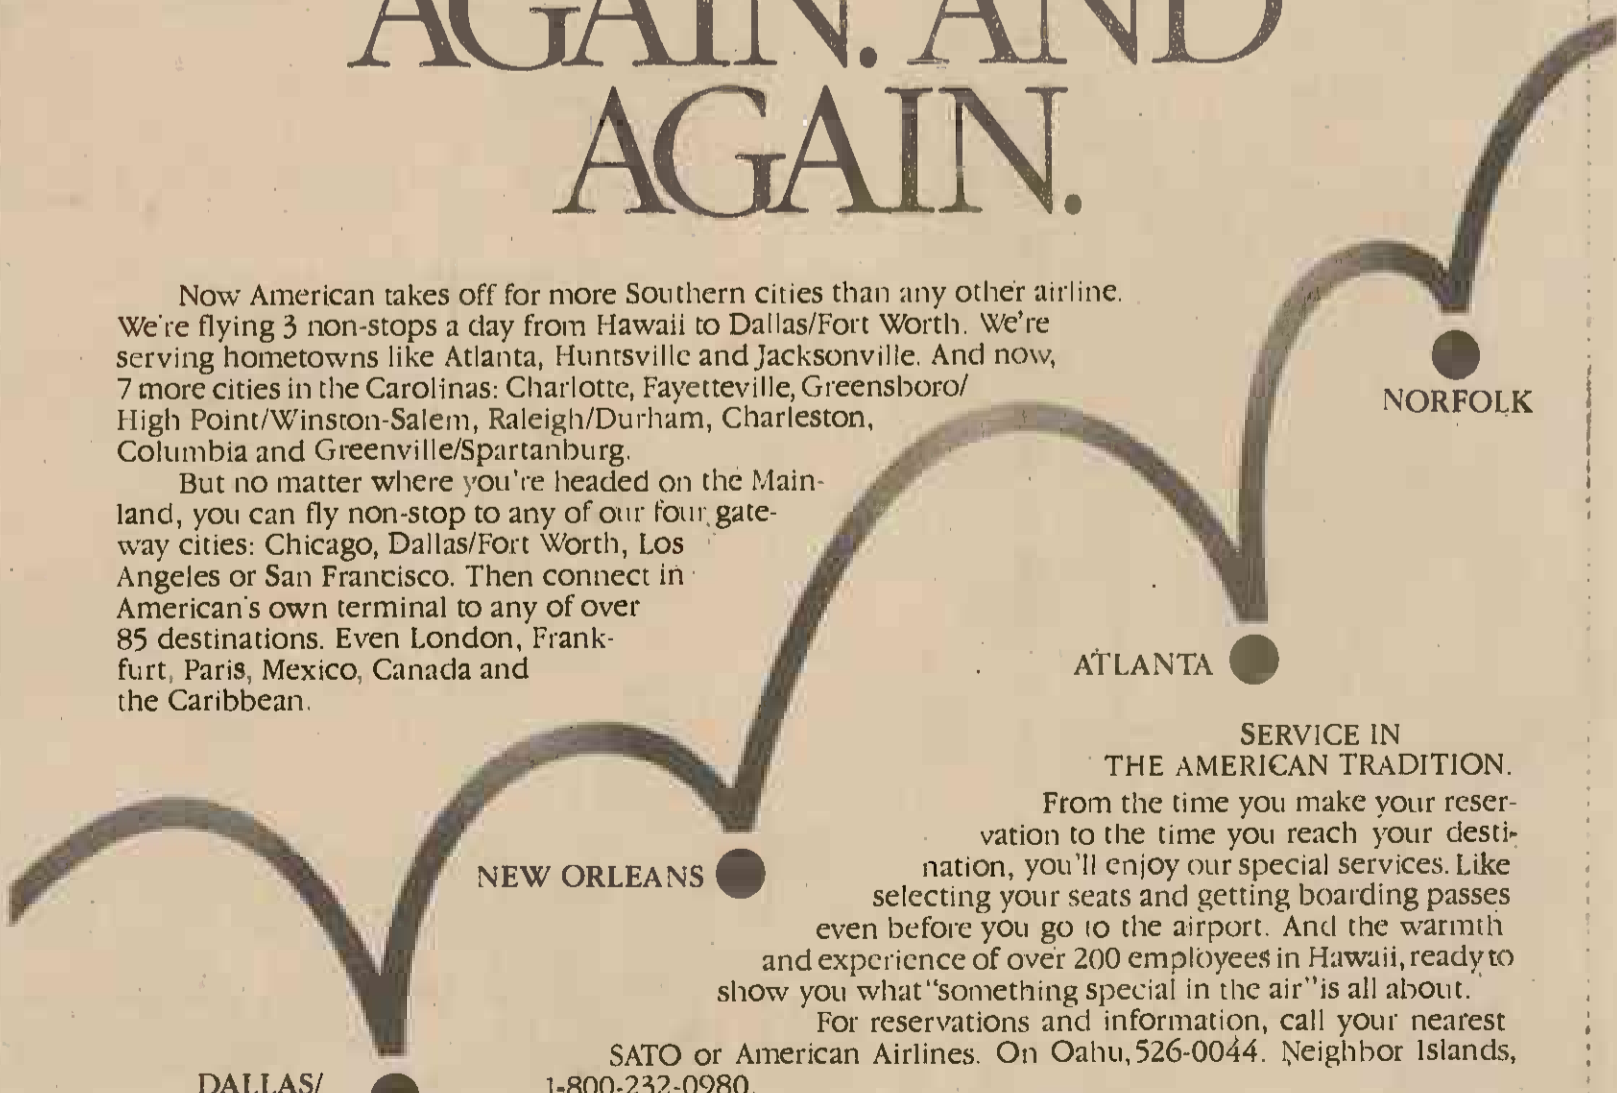 AGAIN. AND
AGAIN.
Now American takes off for more Southern cities than any other airline.
We're flying 3 non-stops a day from Hawaii to Dallas/Fort Worth. We're
serving hometowns like Atlanta, Huntsville and Jacksonville. And now,
7 more cities in the Carolinas: Charlotte, Fayetteville, Greensboro/
High Point/Winston-Salem, Raleigh/Durham, Charleston,
Columbia and Greenville/Spartanburg.
But no matter where you're headed on the Main-
land, you can fly non-stop to any of our four gate-
way cities: Chicago, Dallas/Fort Worth, Los
Angeles or San Francisco. Then connect in
American's own terminal to any of over
85 destinations. Even London, Frank-
furt, Paris, Mexico, Canada and
the Caribbean.
NORFOLK
ATLANTA
NEW ORLEANS
DALLAS/
SERVICE IN
THE AMERICAN TRADITION.
From the time you make your reser-
vation to the time you reach your desti-
nation, you'll enjoy our special services. Like
selecting your seats and getting boarding passes
even before you go to the airport. And the warmth
and experience of over 200 employees in Hawaii, ready to
show you what "something special in the air" is all about.
For reservations and information, call your nearest
SATO or American Airlines. On Oahu, 526-0044. Neighbor Islands,
1-800-232-0980.